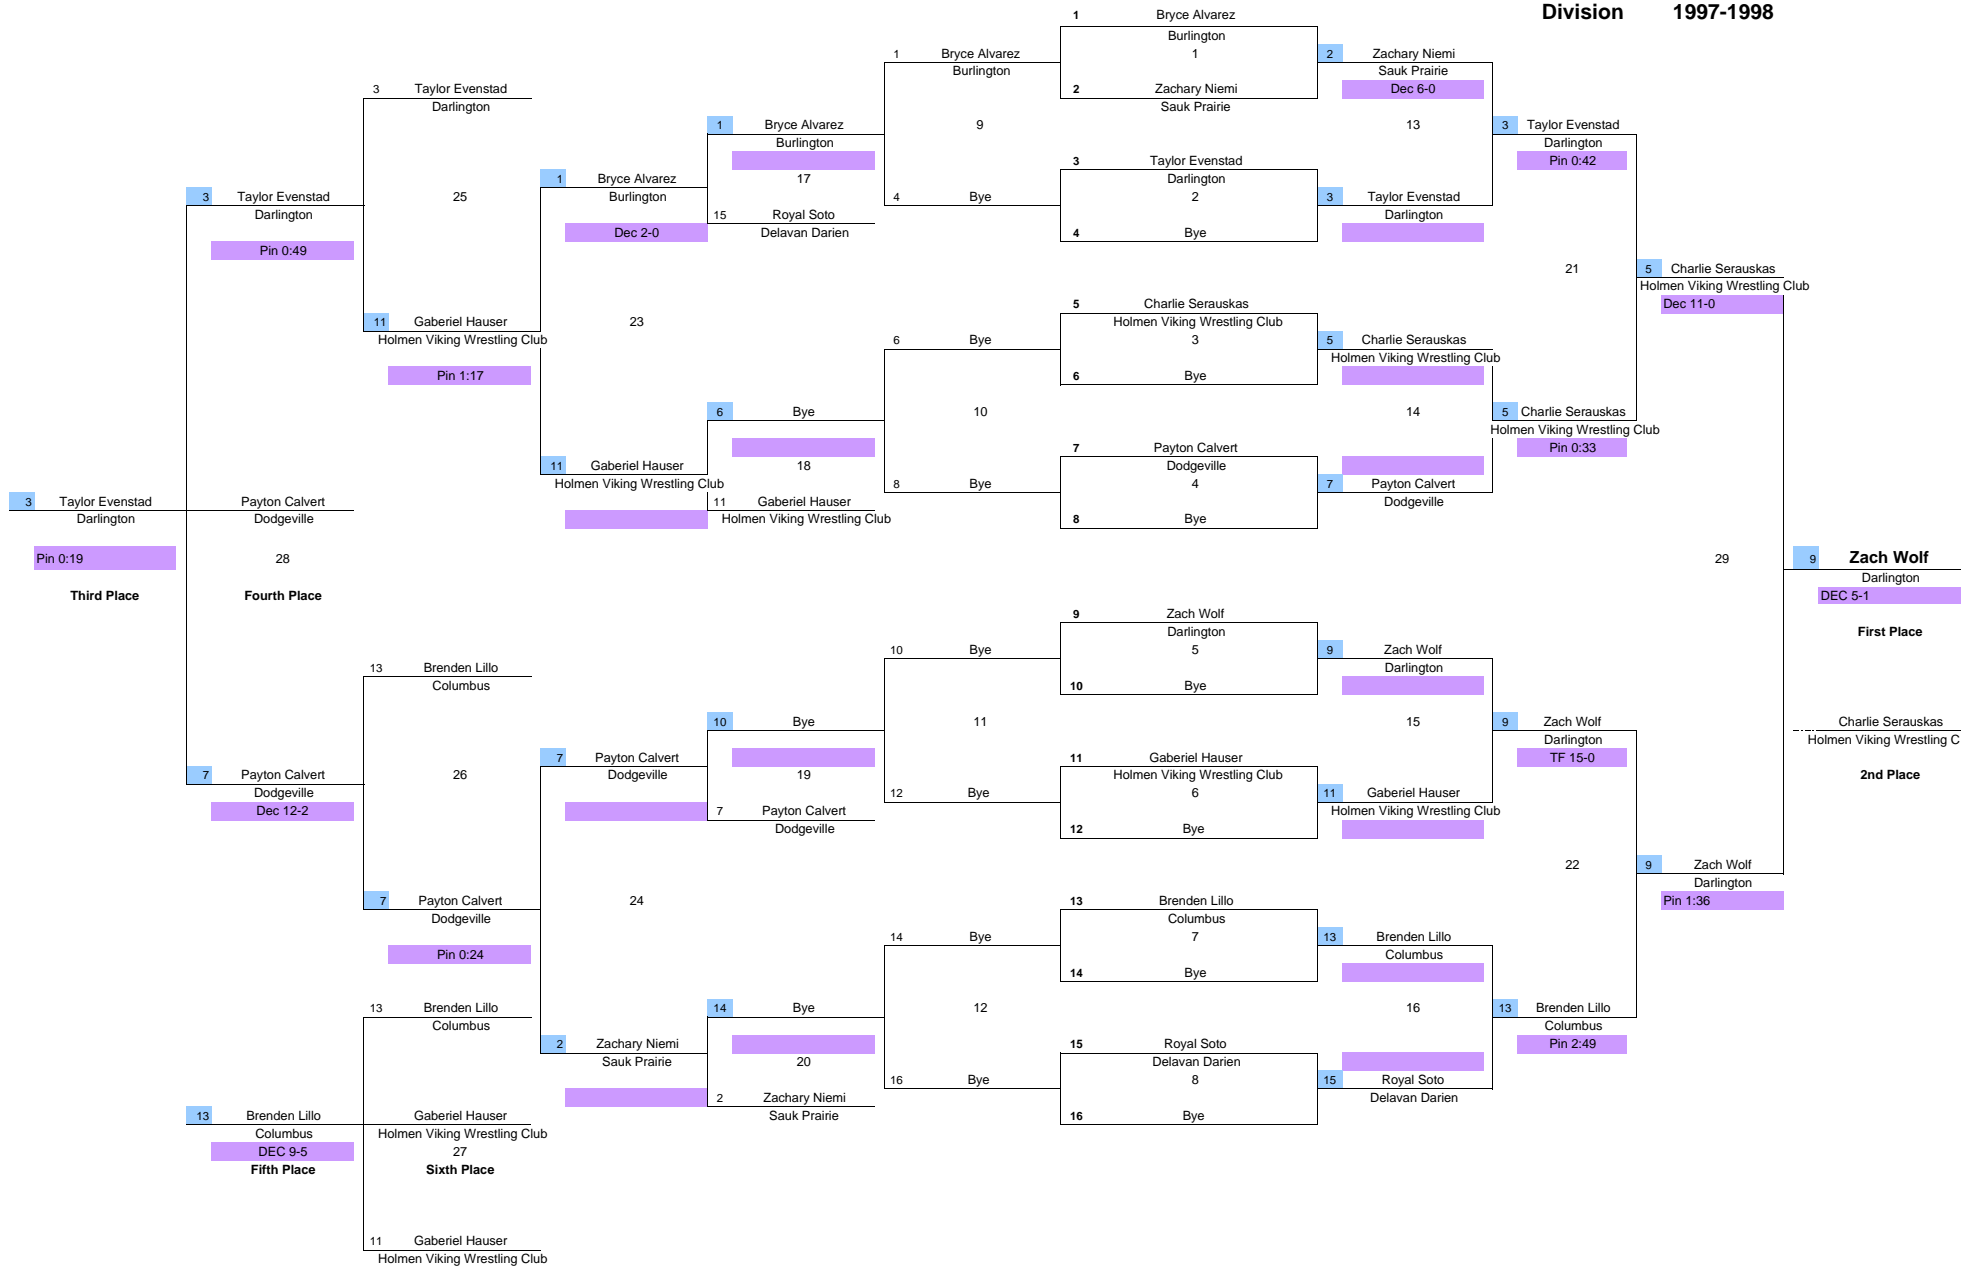 Division 1997-1998
1 Bryce Alvarez
Burlington
1 Bryce Alvarez 1 2 Zachary Niemi
Burlington Sauk Prairie
3 Taylor Evenstad 2 Zachary Niemi Dec 6-0
Darlington Sauk Prairie
1 Bryce Alvarez 9 13 3 Taylor Evenstad
Burlington Darlington
3 Taylor Evenstad Pin 0:42
1 Bryce Alvarez 17 Darlington
3 Taylor Evenstad 25 Burlington 4 Bye 2 3 Taylor Evenstad
Darlington 15 Royal Soto Darlington
Dec 2-0 Delavan Darien 4 Bye
Pin 0:49
21 5 Charlie Serauskas
Holmen Viking Wrestling Club
5 Charlie Serauskas Dec 11-0
11 Gaberiel Hauser 23 Holmen Viking Wrestling Club
Holmen Viking Wrestling Club 6 Bye 3 5 Charlie Serauskas
Holmen Viking Wrestling Club
Pin 1:17 6 Bye
6 Bye 10 14 5 Charlie Serauskas
Holmen Viking Wrestling Club
7 Payton Calvert Pin 0:33
11 Gaberiel Hauser 18 Dodgeville
Holmen Viking Wrestling Club 8 Bye 4 7 Payton Calvert
3 Taylor Evenstad Payton Calvert 11 Gaberiel Hauser Dodgeville
Darlington Dodgeville Holmen Viking Wrestling Club 8 Bye
Pin 0:19 28 29 9 Zach Wolf
Darlington
Third Place Fourth Place DEC 5-1
9 Zach Wolf
Darlington First Place
10 Bye 5 9 Zach Wolf
13 Brenden Lillo Darlington
Columbus 10 Bye
10 Bye 11 15 9 Zach Wolf Charlie Serauskas
Darlington Holmen Viking Wrestling C
7 Payton Calvert 11 Gaberiel Hauser TF 15-0
7 Payton Calvert 26 Dodgeville 19 Holmen Viking Wrestling Club 2nd Place
Dodgeville 12 Bye 6 11 Gaberiel Hauser
Dec 12-2 7 Payton Calvert Holmen Viking Wrestling Club
Dodgeville 12 Bye
22 9 Zach Wolf
Darlington
7 Payton Calvert 24 13 Brenden Lillo Pin 1:36
Dodgeville Columbus
14 Bye 7 13 Brenden Lillo
Pin 0:24 Columbus
14 Bye
13 Brenden Lillo 14 Bye 12 16 13 Brenden Lillo
Columbus Columbus
2 Zachary Niemi 15 Royal Soto Pin 2:49
Sauk Prairie 20 Delavan Darien
16 Bye 8 15 Royal Soto
2 Zachary Niemi Delavan Darien
13 Brenden Lillo Gaberiel Hauser Sauk Prairie 16 Bye
Columbus Holmen Viking Wrestling Club
DEC 9-5 27
Fifth Place Sixth Place
11 Gaberiel Hauser
Holmen Viking Wrestling Club